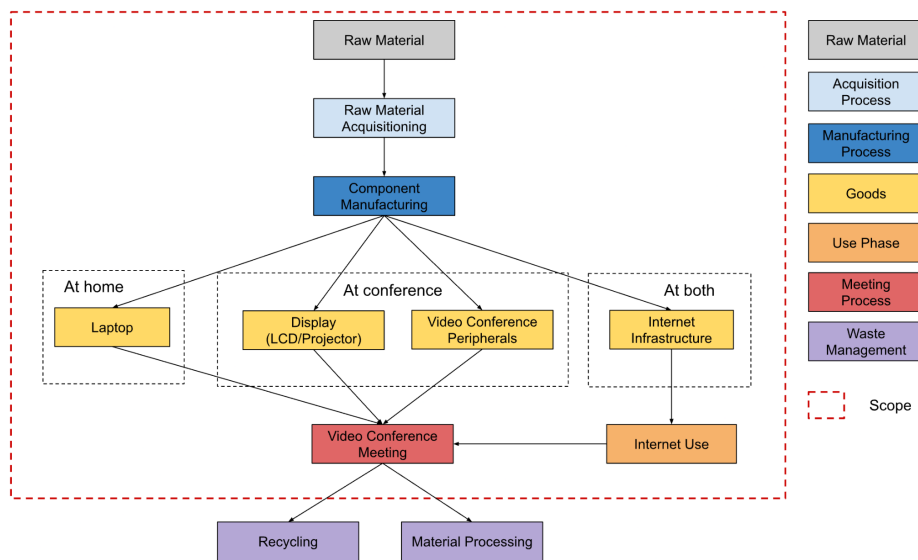 Raw Material
Raw Material
Acquisitioning
Component
Manufacturing
At home
Laptop
At conference
Display
(LCD/Projector)
Video Conference
Peripherals
At both
Internet
Infrastructure
Video Conference
Meeting
Internet Use
Recycling
Material Processing
Raw Material
Acquisition
Process
Manufacturing
Process
Goods
Use Phase
Meeting
Process
Waste
Management
Scope